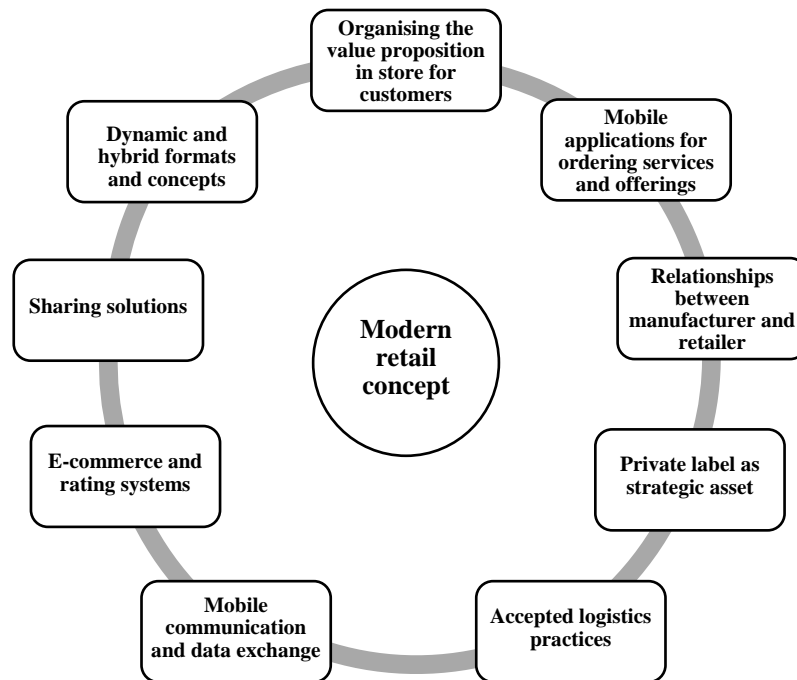 Organising the
value proposition
in store for
customers
Mobile
applications for
ordering services
and offerings
Relationships
between
manufacturer and
retailer
Private label as
strategic asset
Accepted logistics
practices
Mobile
communication
and data exchange
E-commerce and
rating systems
Sharing solutions
Dynamic and
hybrid formats
and concepts
Modern
retail
concept